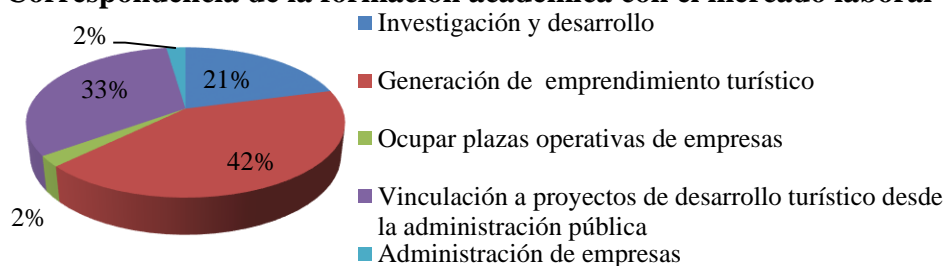 Correspondencia de la formación académica con el mercado laboral
2%
21%
33%
42%
2%
Investigación y desarrollo
Generación de emprendimiento turístico
Ocupar plazas operativas de empresas
Vinculación a proyectos de desarrollo turístico desde
la administración pública
Administración de empresas